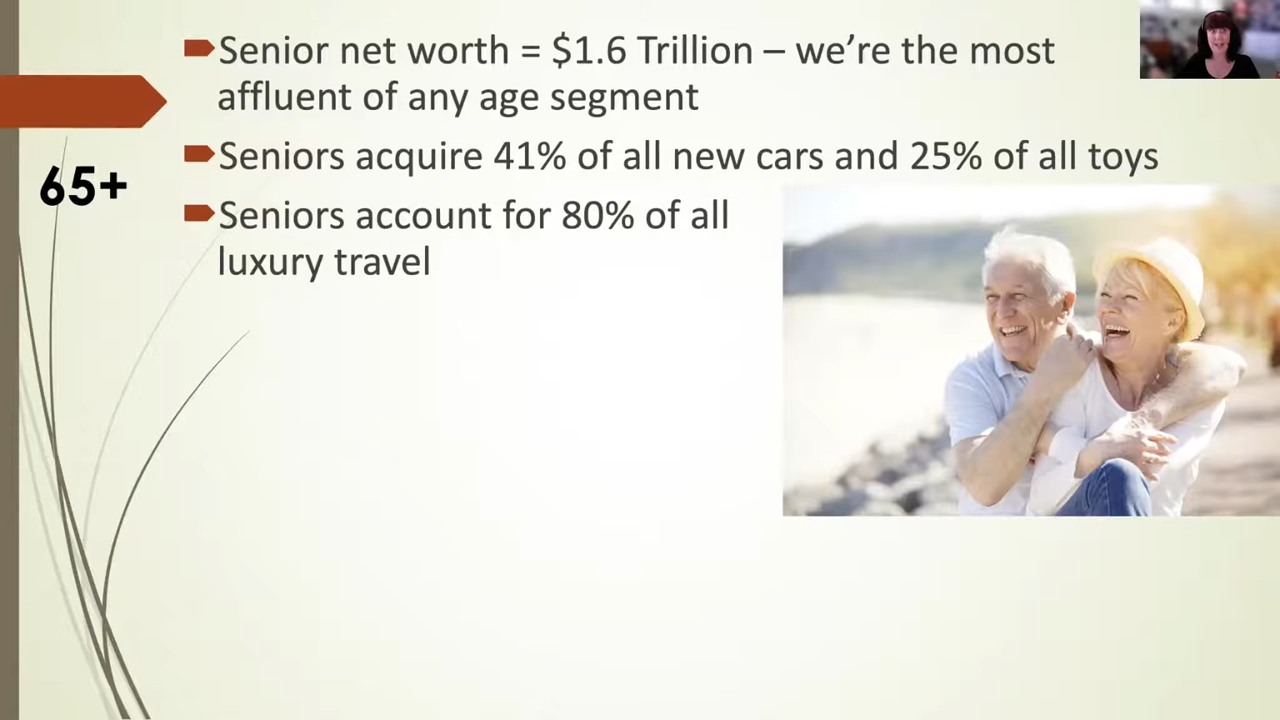 Senior net worth = $1.6 Trillion – we’re the most
affluent of any age segment
Seniors acquire 41% of all new cars and 25% of all toys
65+
Seniors account for 80% of all
luxury travel